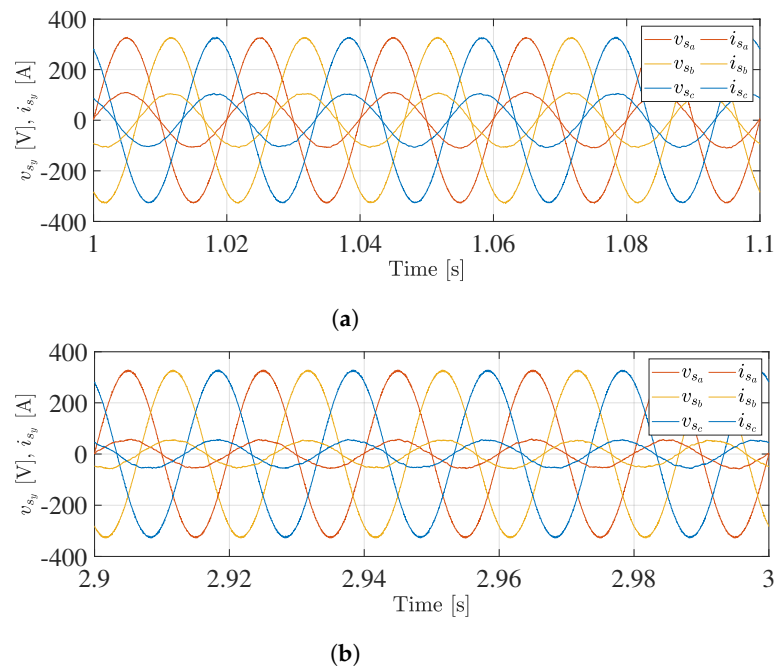 400
200
0
-200
-400
v_{s_y} [V], i_{s_y} [A]
v_{s_a} i_{s_a}
v_{s_b} i_{s_b}
v_{s_c} i_{s_c}
1 1.02 1.04 1.06 1.08 1.1
Time [s]
(a)
400
200
0
-200
-400
v_{s_y} [V], i_{s_y} [A]
v_{s_a} i_{s_a}
v_{s_b} i_{s_b}
v_{s_c} i_{s_c}
2.9 2.92 2.94 2.96 2.98 3
Time [s]
(b)